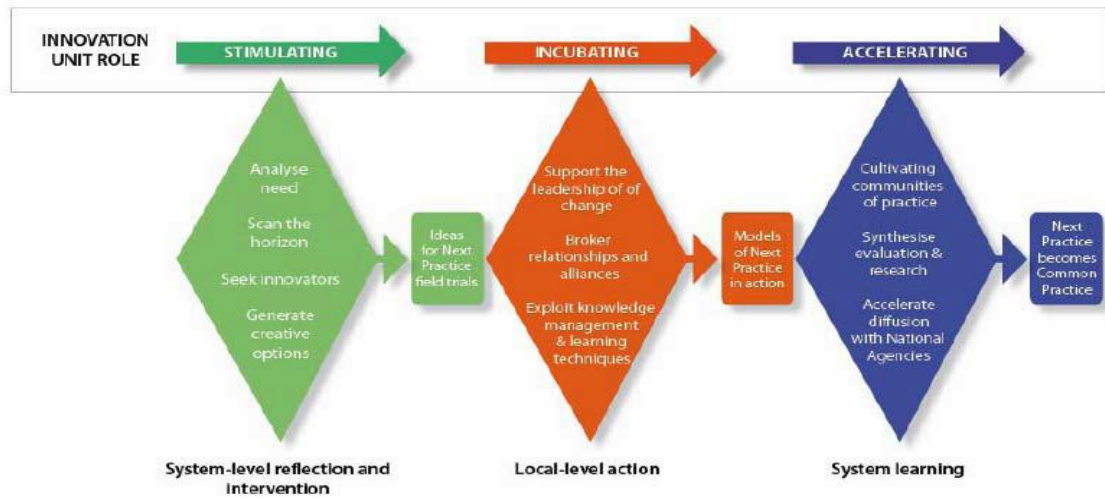 INNOVATION
UNIT ROLE
STIMULATING
INCUBATING
ACCELERATING
Analyse
need
Scan the
horizon
Seek innovators
Generate
creative
options
Ideas
for Next
Practice
field trials
Support the
leadership of of
change
Broker
relationships and
alliances
Exploit knowledge
management
& learning
techniques
Models
of Next
Practice
in action
Cultivating
communities
of practice
Synthesise
evaluation &
research
Accelerate
diffusion
with National
Agencies
Next
Practice
becomes
Common
Practice
System-level reflection and
intervention
Local-level action
System learning